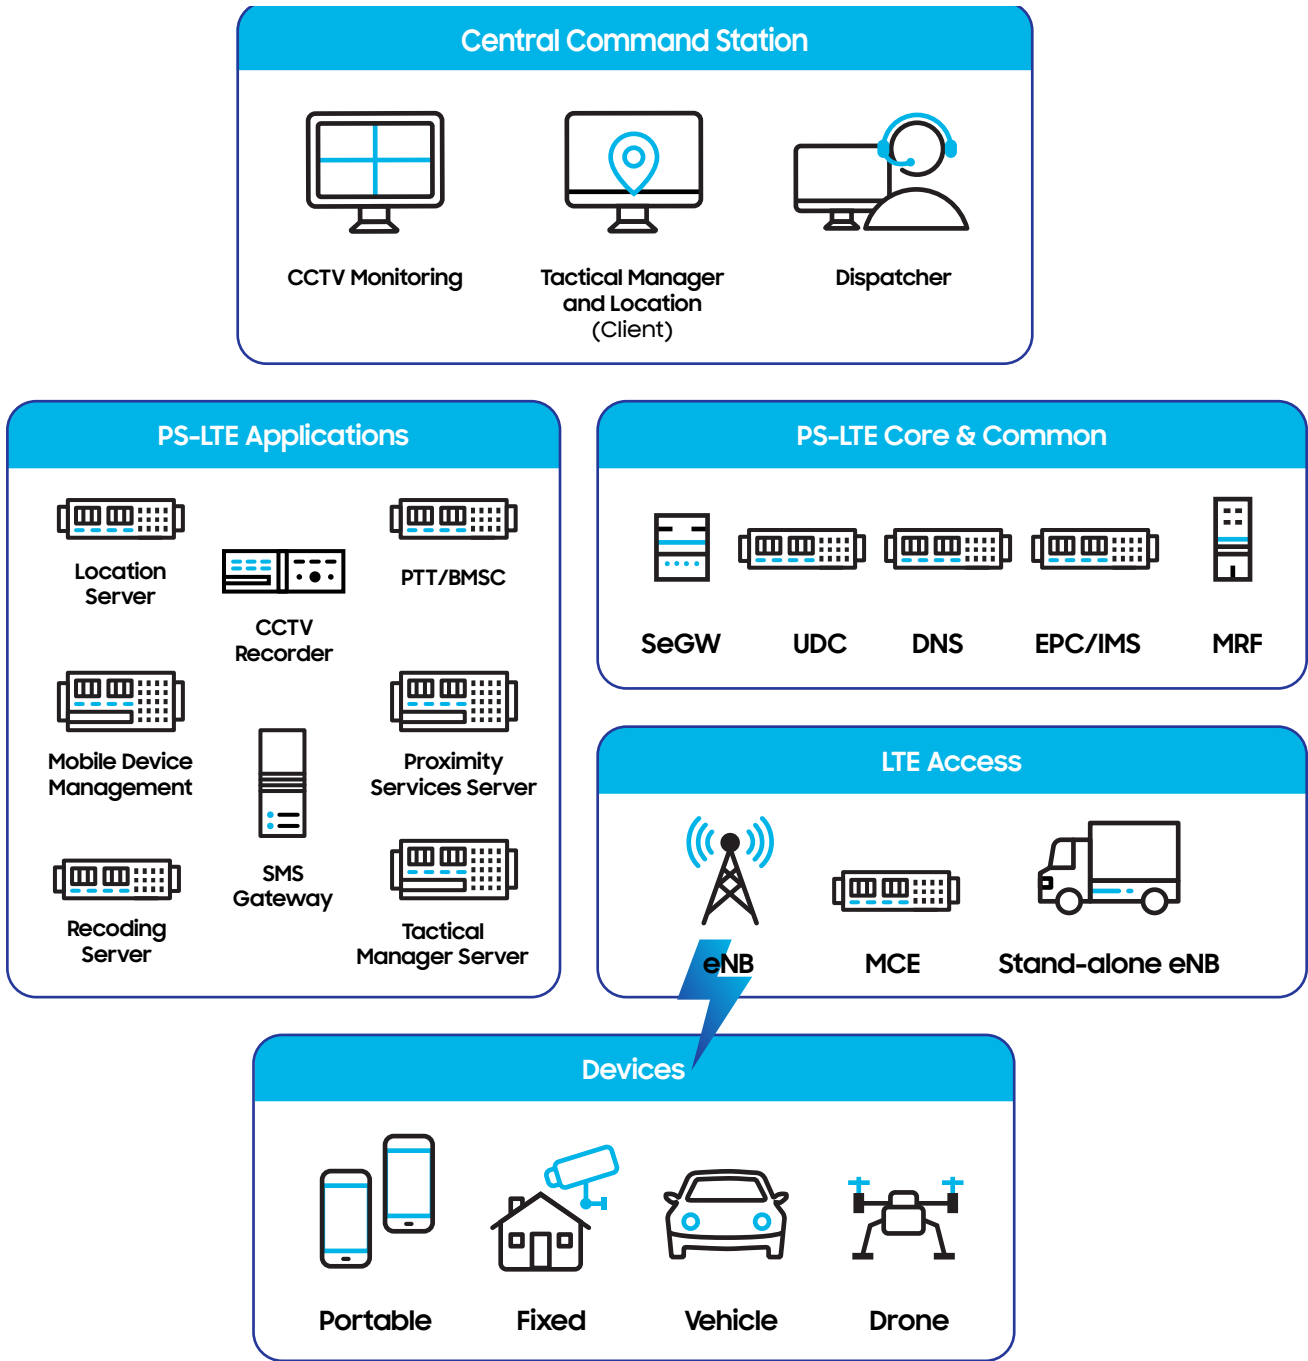 Central Command Station
CCTV Monitoring
Tactical Manager
and Location
(Client)
Dispatcher
PS-LTE Applications
Location
Server
CCTV
Recorder
PTT/BMSC
Mobile Device
Management
SMS
Gateway
Proximity
Services Server
Recoding
Server
Tactical
Manager Server
PS-LTE Core & Common
SeGW
UDC
DNS
EPC/IMS
MRF
LTE Access
eNB
MCE
Stand-alone eNB
Devices
Portable
Fixed
Vehicle
Drone